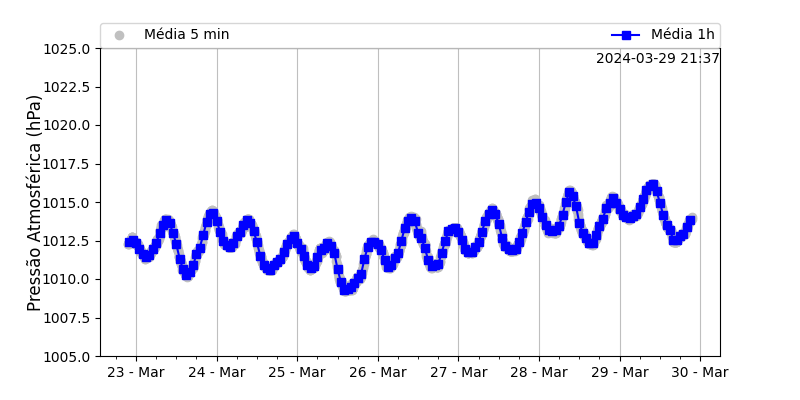 Média 5 min
Média 1h
2024-03-29 21:37
Pressão Atmosférica (hPa)
1025.0
1022.5
1020.0
1017.5
1015.0
1012.5
1010.0
1007.5
1005.0
23 - Mar
24 - Mar
25 - Mar
26 - Mar
27 - Mar
28 - Mar
29 - Mar
30 - Mar